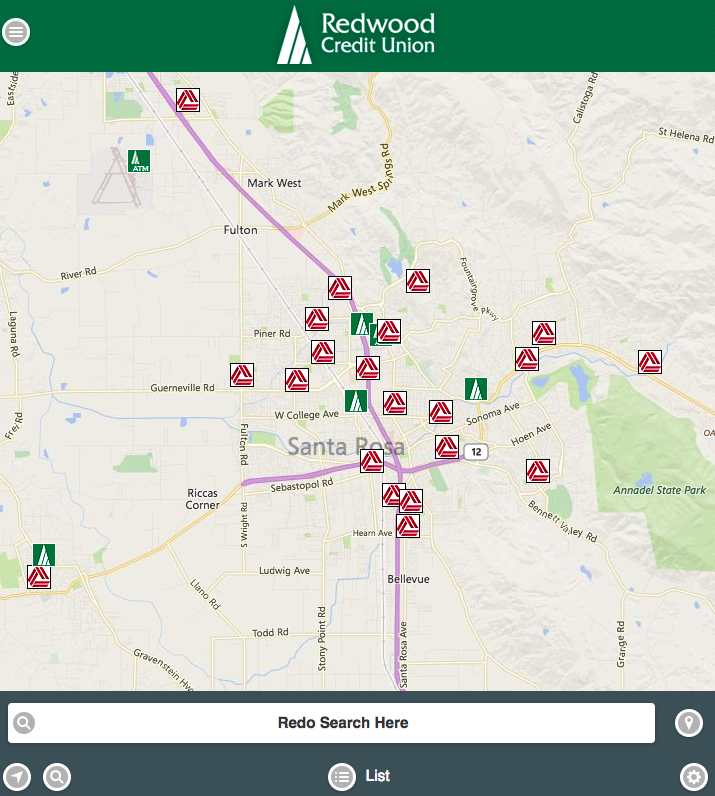 Redwood
Credit Union
Eastside
Calistoga Rd
St Helena Rd
ATM
Mark West Springs Rd
Mark West
Fulton
River Rd
Fountaingrove Pkwy
Laguna Rd
Piner Rd
Guerneville Rd
Frei Rd
W College Ave
Sonoma Ave
Hoen Ave
Santa Rosa
12
Fulton Rd
Sebastopol Rd
Annadel State Park
Riccas
Corner
S Wright Rd
Bennett Valley Rd
Hearn Ave
Ludwig Ave
Bellevue
Llano Rd
Todd Rd
Stony Point Rd
Santa Rosa Ave
Grange Rd
Gravenstein Hwy
Redo Search Here
List